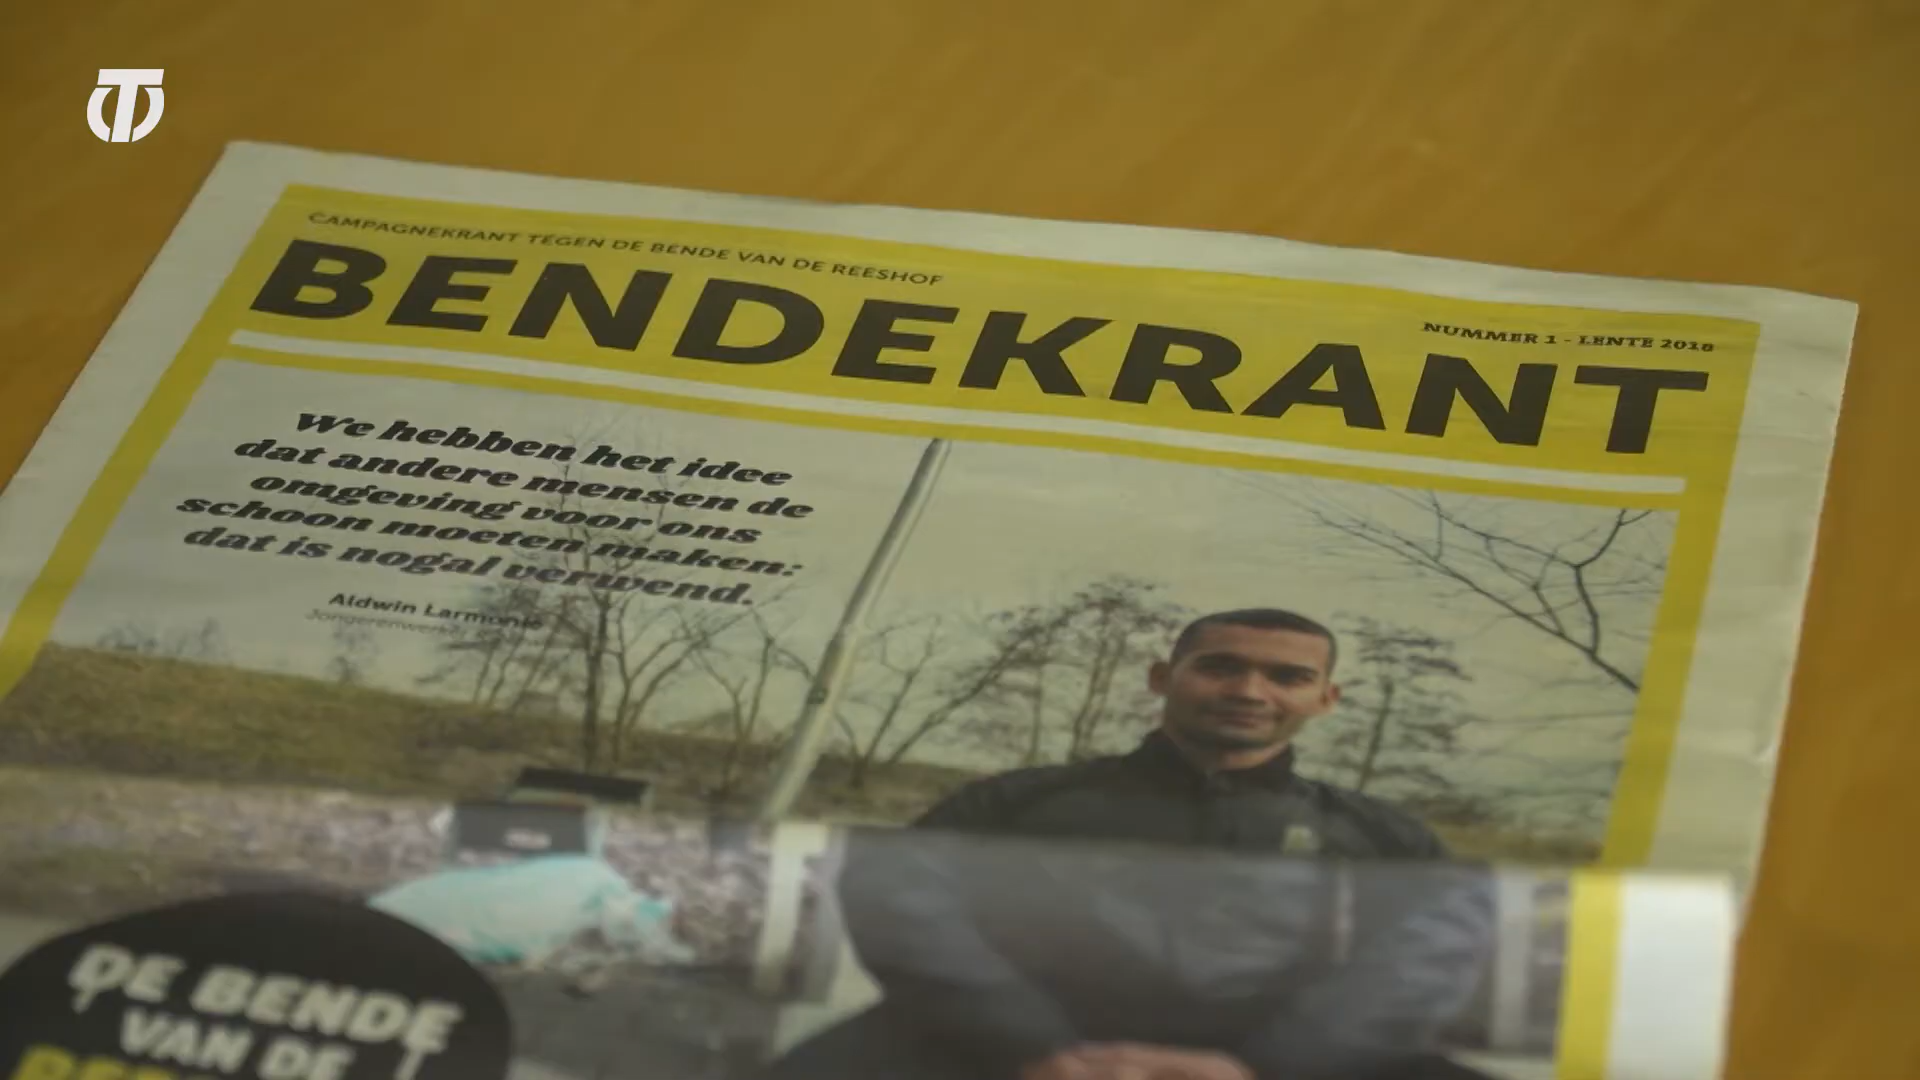 CAMPAGNEKRANT TEGEN DE BENDE VAN DE REESHOF
BENDEKRANT
NUMMER 1 - LENTE 2018
We hebben het idee
dat andere mensen de
omgeving voor ons
schoon moeten maken:
dat is nogal verwend.
Aldwin Larmonie
Jongerenwerker
DE BENDE
VAN DE